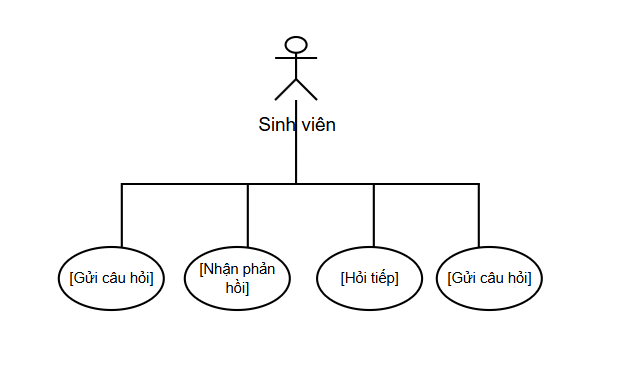 Sinh viên
[Gửi câu hỏi]
[Nhận phản
hồi]
[Hỏi tiếp]
[Gửi câu hỏi]